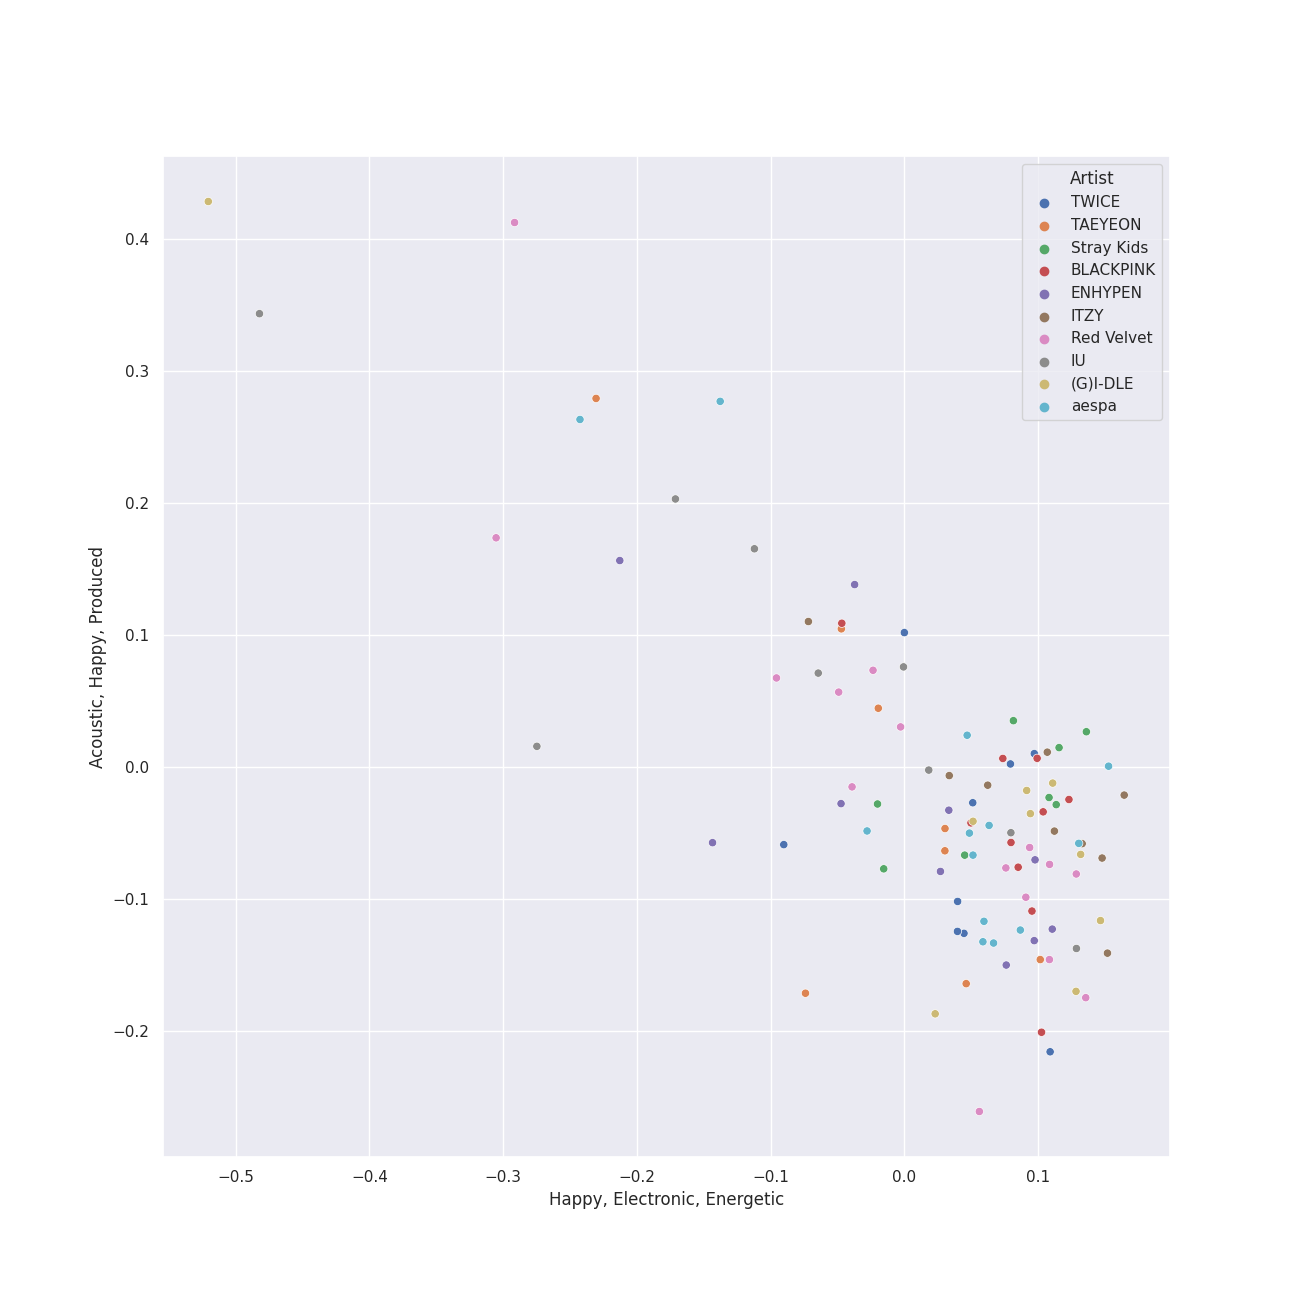 Artist
TWICE
TAEYEON
Stray Kids
BLACKPINK
ENHYPEN
ITZY
Red Velvet
IU
(G)I-DLE
aespa
0.4
0.3
0.2
0.1
0.0
−0.1
−0.2
Acoustic, Happy, Produced
−0.5 −0.4 −0.3 −0.2 −0.1 0.0 0.1
Happy, Electronic, Energetic